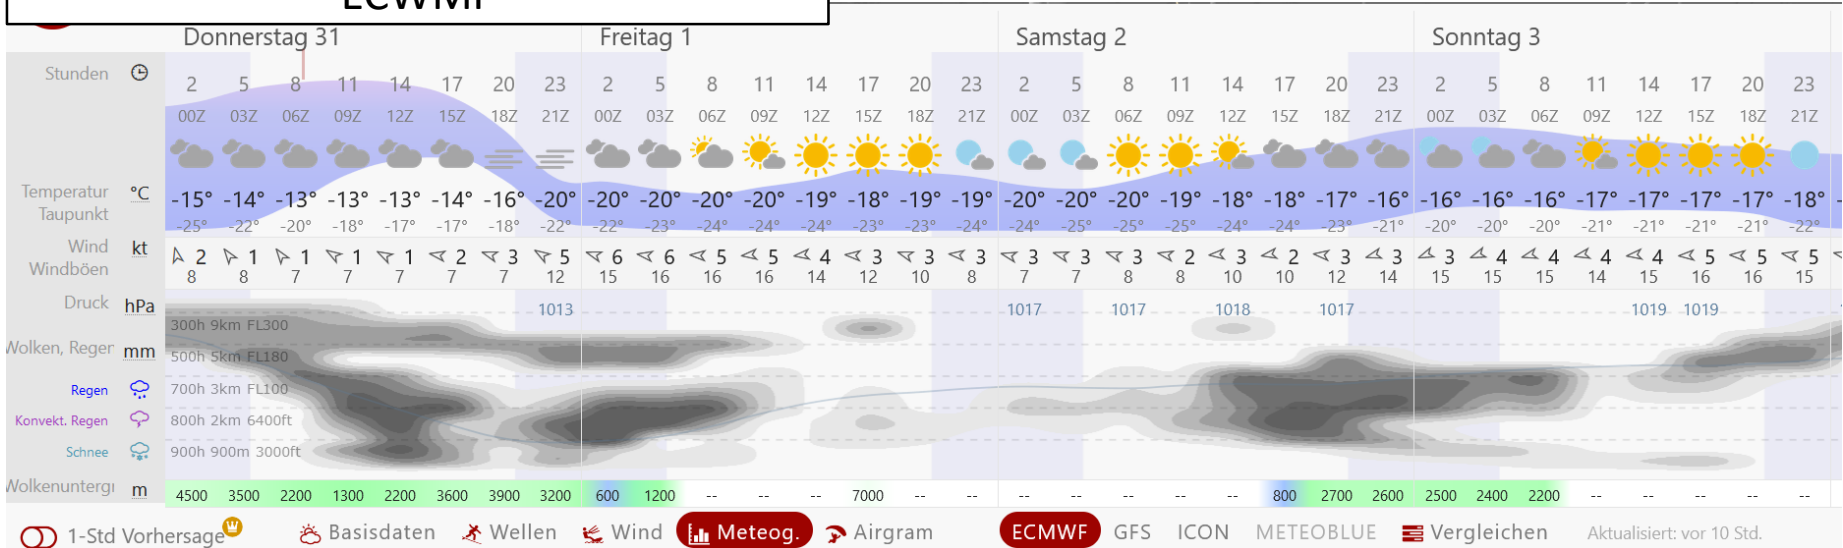 ECWMF
Donnerstag 31 Freitag 1 Samstag 2 Sonntag 3
Stunden 2 5 8 11 14 17 20 23 2 5 8 11 14 17 20 23 2 5 8 11 14 17 20 23 2 5 8 11 14 17 20 23
00Z 03Z 06Z 09Z 12Z 15Z 18Z 21Z 00Z 03Z 06Z 09Z 12Z 15Z 18Z 21Z 00Z 03Z 06Z 09Z 12Z 15Z 18Z 21Z 00Z 03Z 06Z 09Z 12Z 15Z 18Z 21Z
Temperatur °C -15° -14° -13° -13° -13° -14° -16° -20° -20° -20° -20° -20° -19° -18° -19° -19° -20° -20° -20° -19° -18° -18° -17° -16° -16° -16° -16° -17° -17° -17° -17° -18°
Taupunkt -25° -22° -20° -18° -17° -17° -18° -22° -22° -23° -24° -24° -24° -23° -24° -24° -24° -25° -25° -25° -25° -24° -23° -21° -20° -20° -20° -21° -21° -21° -21° -22°
Wind kt 2 1 1 1 1 2 3 5 6 6 5 5 4 3 3 3 3 3 3 2 3 2 3 3 3 4 4 4 4 5 5 5
Windböen 8 8 7 7 7 7 7 12 15 16 16 16 14 12 10 8 7 7 8 8 10 10 12 14 15 15 15 14 15 16 16 15
Druck hPa 1013 1017 1017 1018 1017 1019 1019
300h 9km FL300
Wolken, Reger mm
500h 5km FL180
Regen 700h 3km FL100
Konvekt. Regen 800h 2km 6400ft
Schnee 900h 900m 3000ft
Wolkenuntergr m 4500 3500 2200 1300 2200 3600 3900 3200 600 1200 -- -- -- 7000 -- -- -- -- -- -- -- 800 2700 2600 2500 2400 2200 -- -- -- -- --
1-Std Vorhersage Basisdaten Wellen Wind Meteog. Airgram ECMWF GFS ICON METEOBLUE Vergleichen Aktualisiert: vor 10 Std.